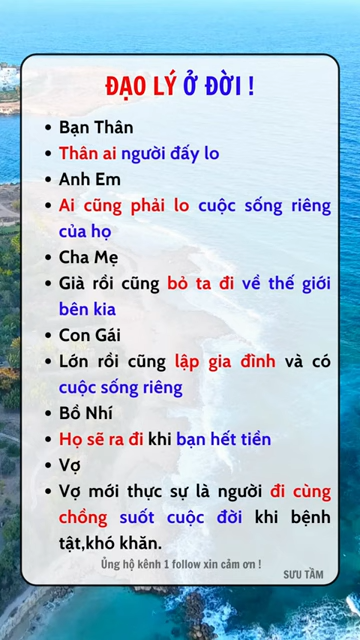 ĐẠO LÝ Ở ĐỜI !
• Bạn Thân
• Thân ai người đấy lo
• Anh Em
• Ai cũng phải lo cuộc sống riêng
của họ
• Cha Mẹ
• Già rồi cũng bỏ ta đi về thế giới
bên kia
• Con Gái
• Lớn rồi cũng lập gia đình và có
cuộc sống riêng
• Bồ Nhí
• Họ sẽ ra đi khi bạn hết tiền
• Vợ
• Vợ mới thực sự là người đi cùng
chồng suốt cuộc đời khi bệnh
tật,khó khăn.
Ủng hộ kênh 1 follow xin cảm ơn !
SƯU TẦM